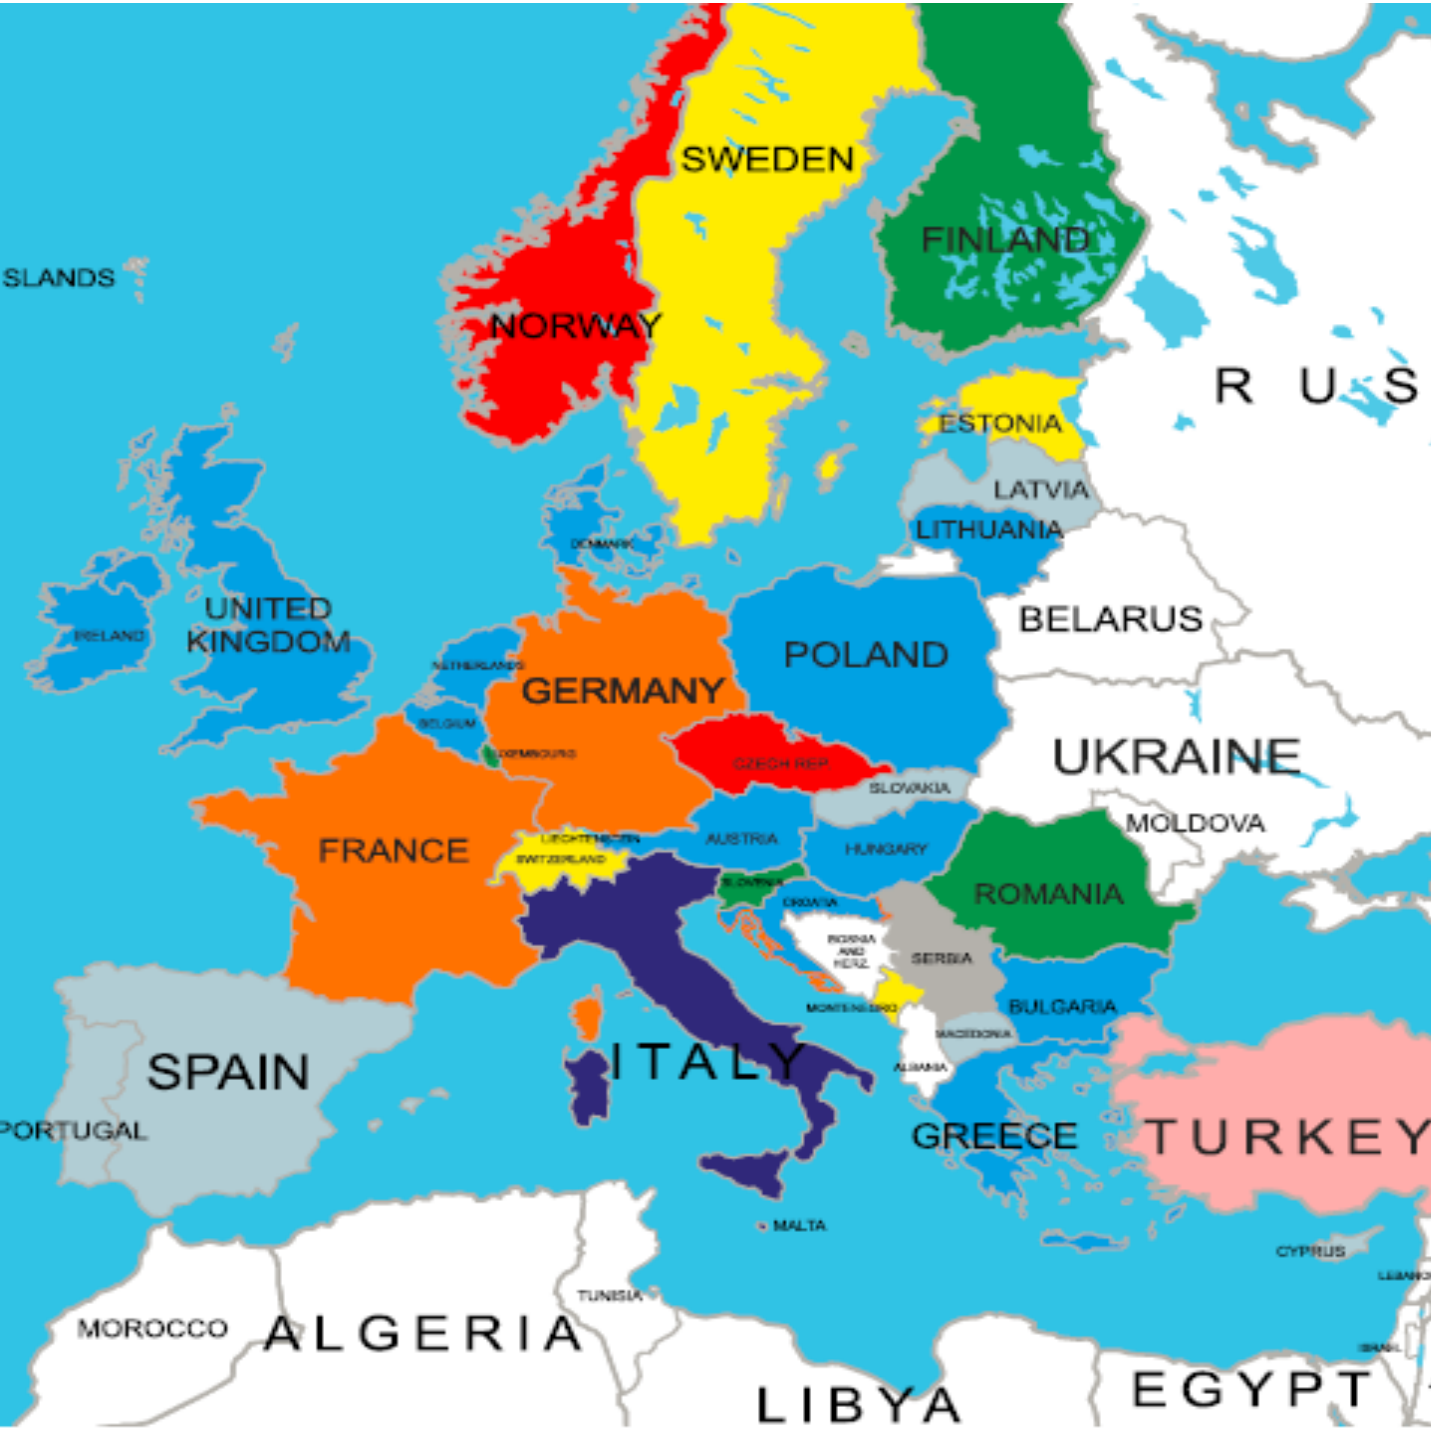 SWEDEN
FINLAND
SLANDS
NORWAY
R U S
ESTONIA
LATVIA
LITHUANIA
DENMARK
UNITED
KINGDOM
IRELAND
BELARUS
POLAND
NETHERLANDS
GERMANY
BELGIUM
LUXEMBOURG
UKRAINE
CZECH REP.
SLOVAKIA
MOLDOVA
FRANCE
LIECHTENSTEIN
AUSTRIA
HUNGARY
SWITZERLAND
SLOVENIA
ROMANIA
CROATIA
BOSNIA
AND
HERZ.
SERBIA
MONTENEGRO
BULGARIA
MACEDONIA
ITALY
ALBANIA
SPAIN
PORTUGAL
GREECE
TURKEY
MALTA
CYPRUS
LEBANO
TUNISIA
MOROCCO
ALGERIA
ISRAEL
LIBYA
EGYPT